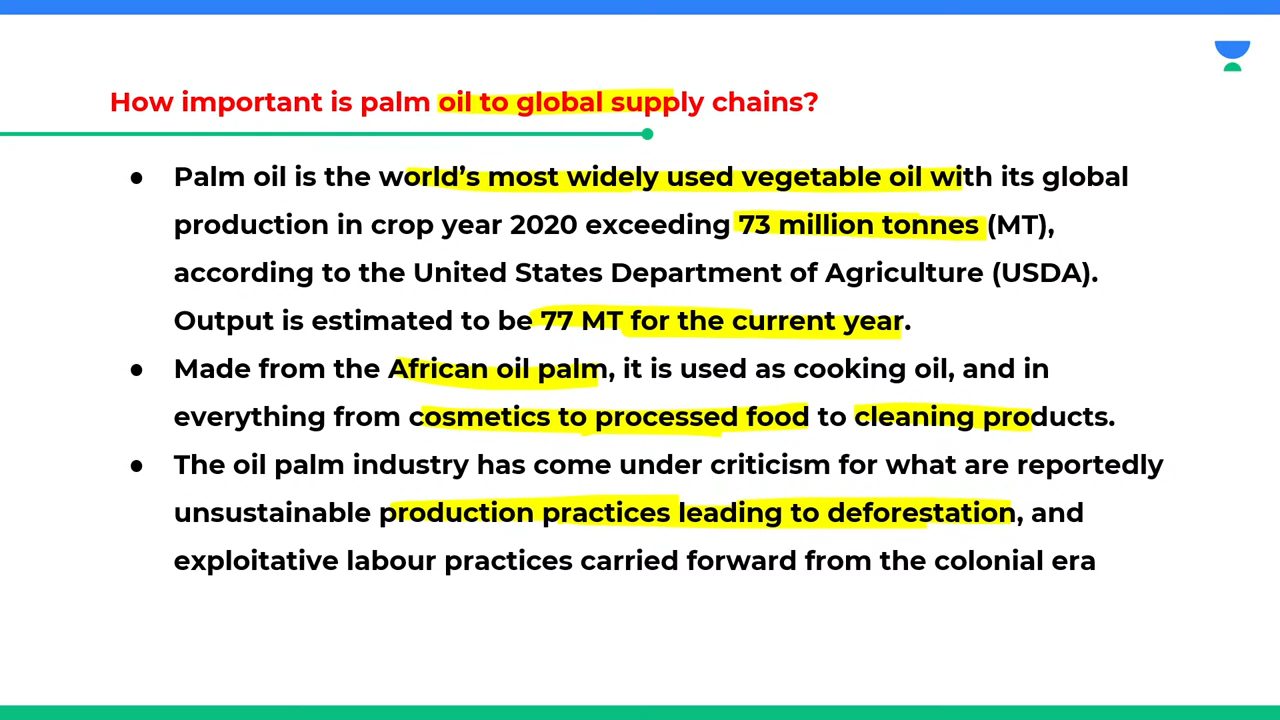 How important is palm oil to global supply chains?
● Palm oil is the world’s most widely used vegetable oil with its global
production in crop year 2020 exceeding 73 million tonnes (MT),
according to the United States Department of Agriculture (USDA).
Output is estimated to be 77 MT for the current year.
● Made from the African oil palm, it is used as cooking oil, and in
everything from cosmetics to processed food to cleaning products.
● The oil palm industry has come under criticism for what are reportedly
unsustainable production practices leading to deforestation, and
exploitative labour practices carried forward from the colonial era